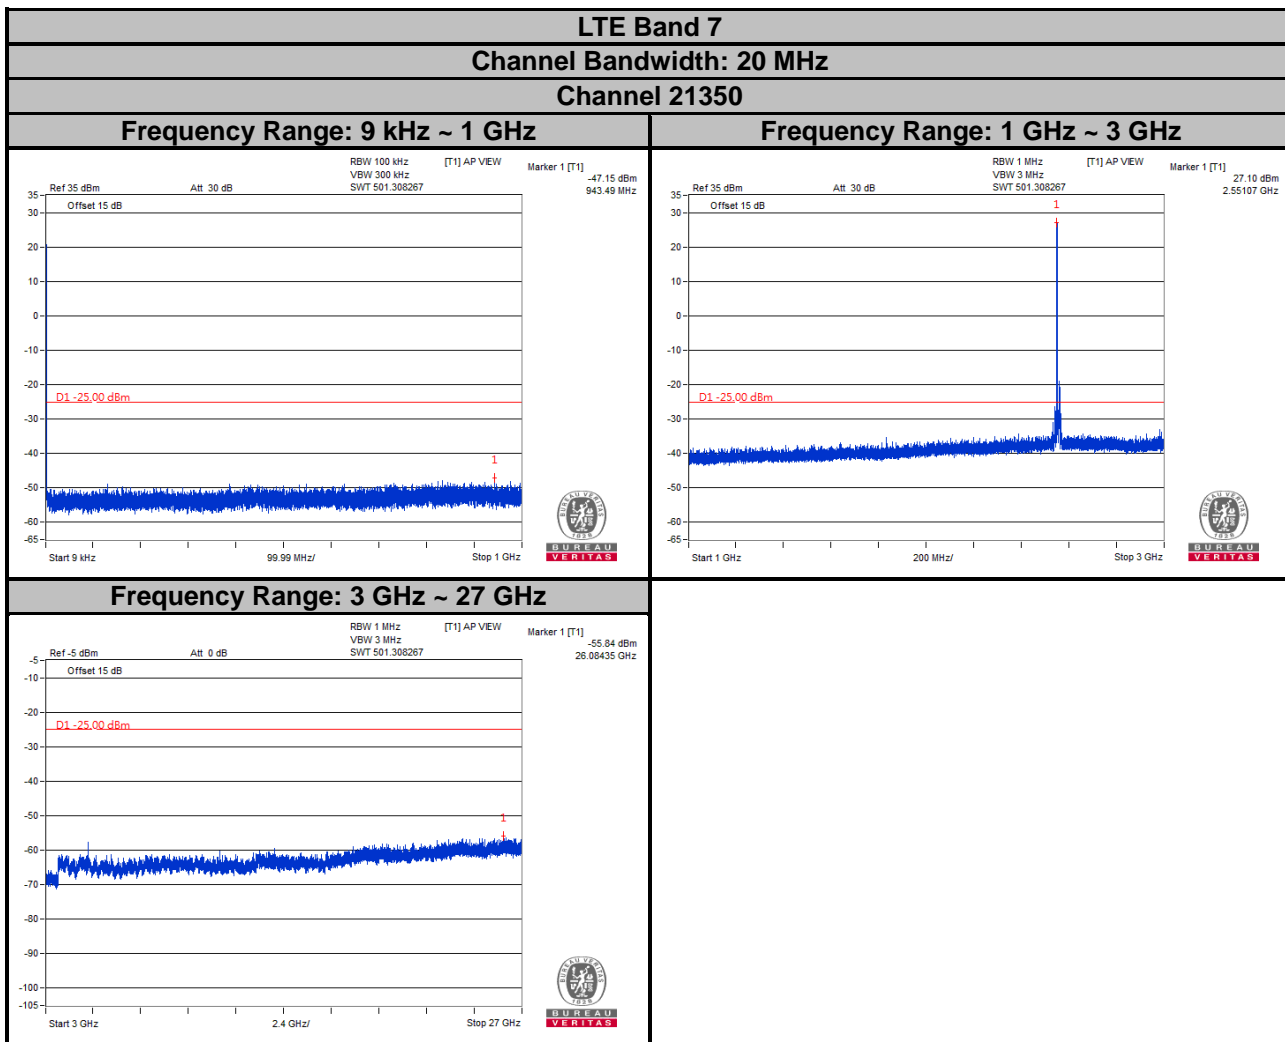 LTE Band 7
Channel Bandwidth: 20 MHz
Channel 21350
Frequency Range: 9 kHz ~ 1 GHz
RBW 100 kHz [T1] AP VIEW
VBW 300 kHz
Ref 35 dBm Att 30 dB SWT 501.308267
Marker 1 [T1]
-47.15 dBm
943.49 MHz
Offset 15 dB
35
30
20
10
0
-10
-20
D1 -25.00 dBm
-30
-40
1
-50
-60
-65
Start 9 kHz 99.99 MHz/ Stop 1 GHz
BUREAU VERITAS
1828
BUREAU
VERITAS
Frequency Range: 1 GHz ~ 3 GHz
RBW 1 MHz [T1] AP VIEW
VBW 3 MHz
Ref 35 dBm Att 30 dB SWT 501.308267
Marker 1 [T1]
27.10 dBm
2.55107 GHz
Offset 15 dB
1
35
30
20
10
0
-10
-20
D1 -25.00 dBm
-30
-40
-50
-60
-65
Start 1 GHz 200 MHz/ Stop 3 GHz
BUREAU VERITAS
1828
BUREAU
VERITAS
Frequency Range: 3 GHz ~ 27 GHz
RBW 1 MHz [T1] AP VIEW
VBW 3 MHz
Ref -5 dBm Att 0 dB SWT 501.308267
Marker 1 [T1]
-55.84 dBm
26.08435 GHz
Offset 15 dB
-5
-10
-20
D1 -25.00 dBm
-30
-40
-50
1
-60
-70
-80
-90
-100
-105
Start 3 GHz 2.4 GHz/ Stop 27 GHz
BUREAU VERITAS
1828
BUREAU
VERITAS